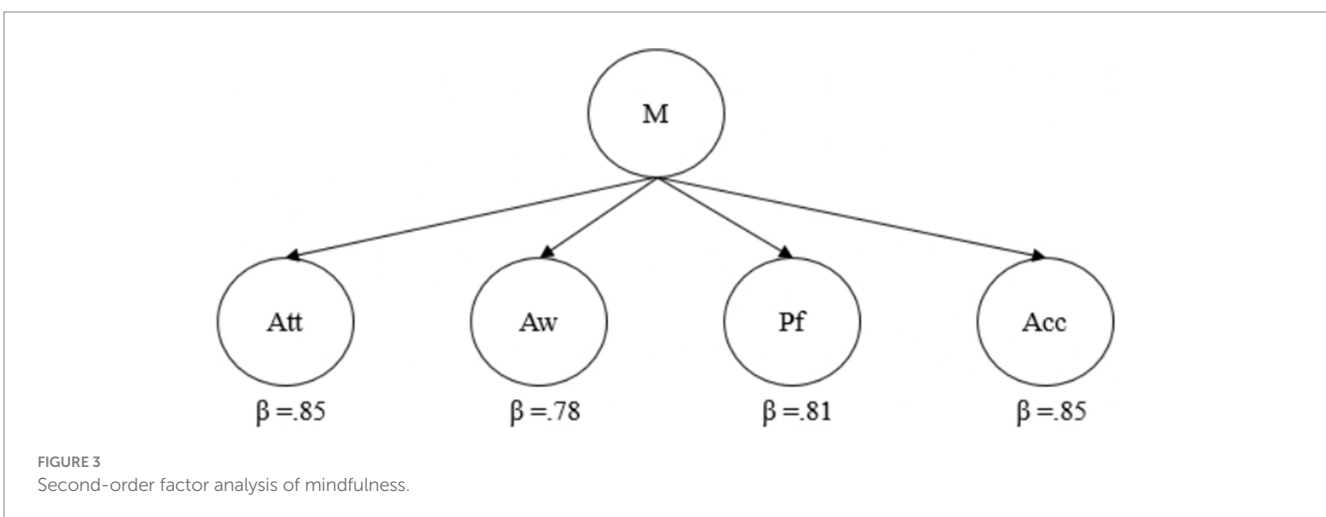 M
Att Aw Pf Acc
β =.85 β =.78 β =.81 β =.85
FIGURE 3
Second-order factor analysis of mindfulness.